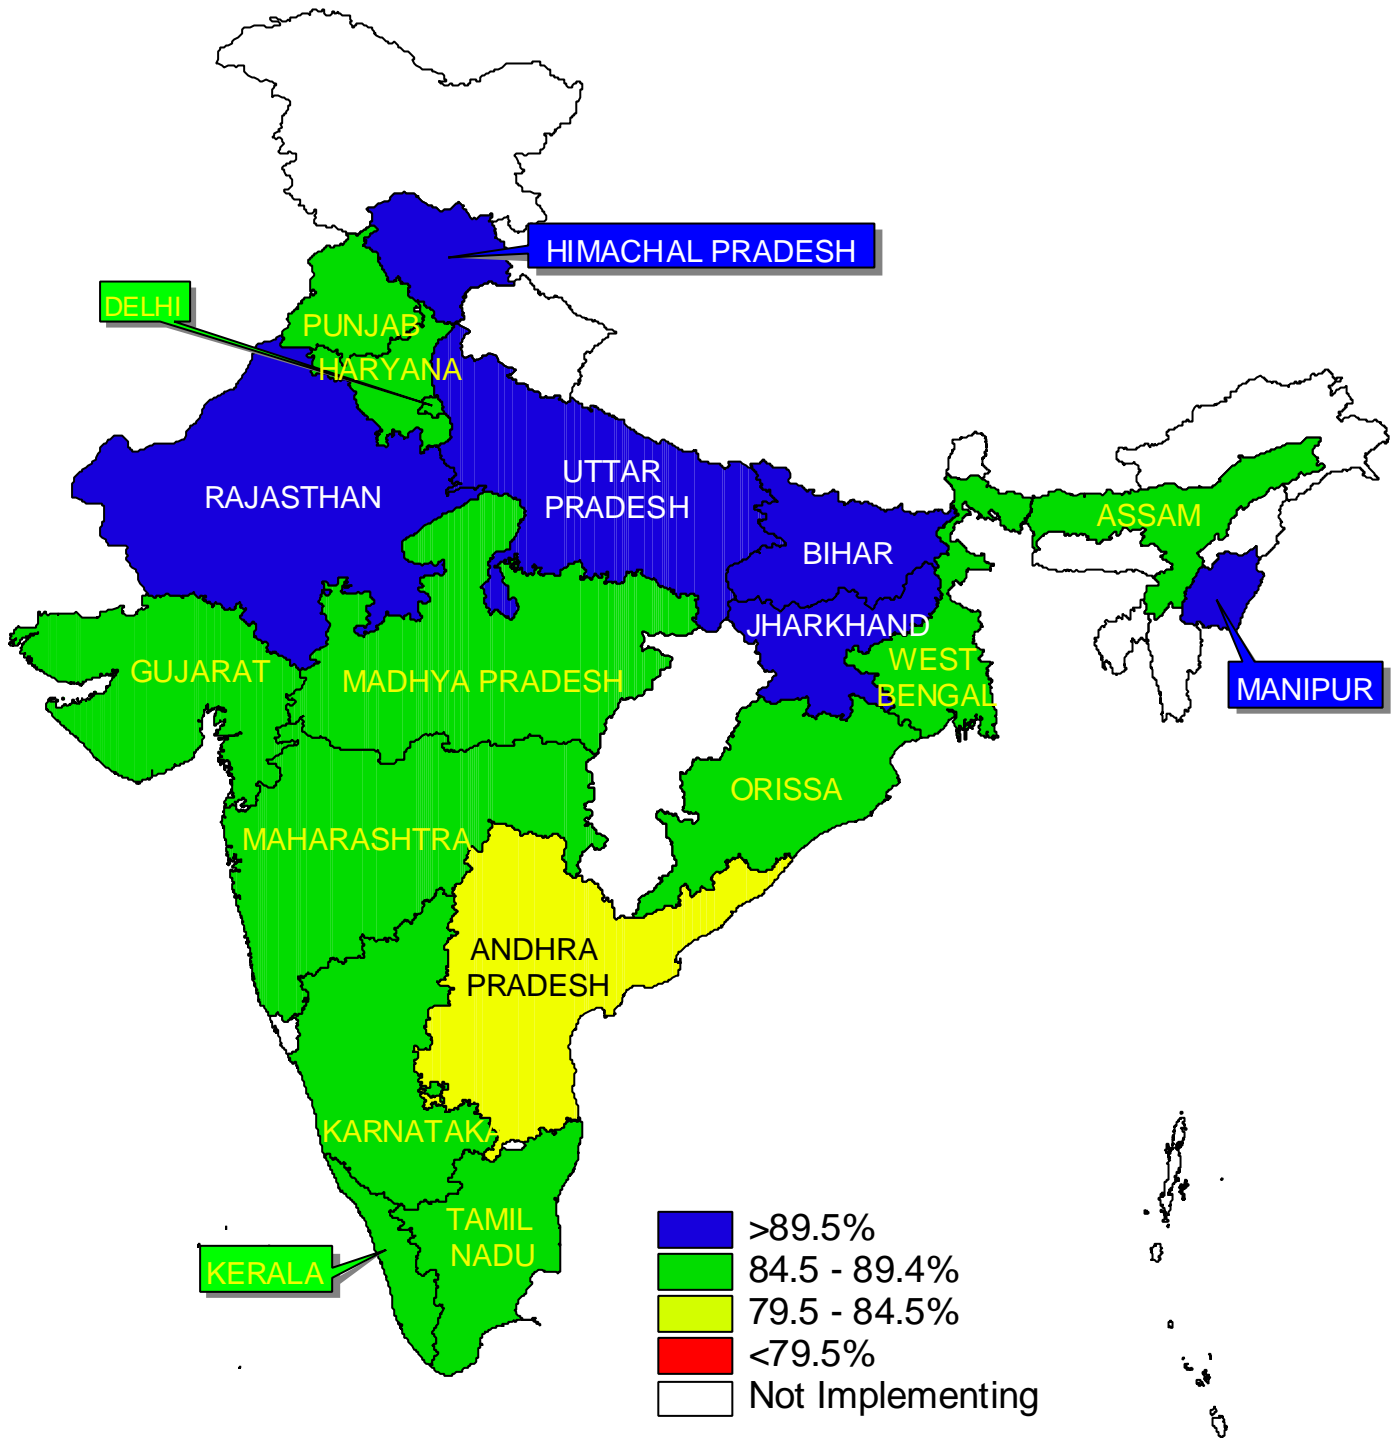 HIMACHAL PRADESH
DELHI
PUNJAB
HARYANA
UTTAR
PRADESH
RAJASTHAN
ASSAM
BIHAR
JHARKHAND
WEST
BENGAL
GUJARAT
MADHYA PRADESH
MANIPUR
ORISSA
MAHARASHTRA
ANDHRA
PRADESH
KARNATAKA
TAMIL
NADU
KERALA
>89.5%
84.5 - 89.4%
79.5 - 84.5%
<79.5%
Not Implementing